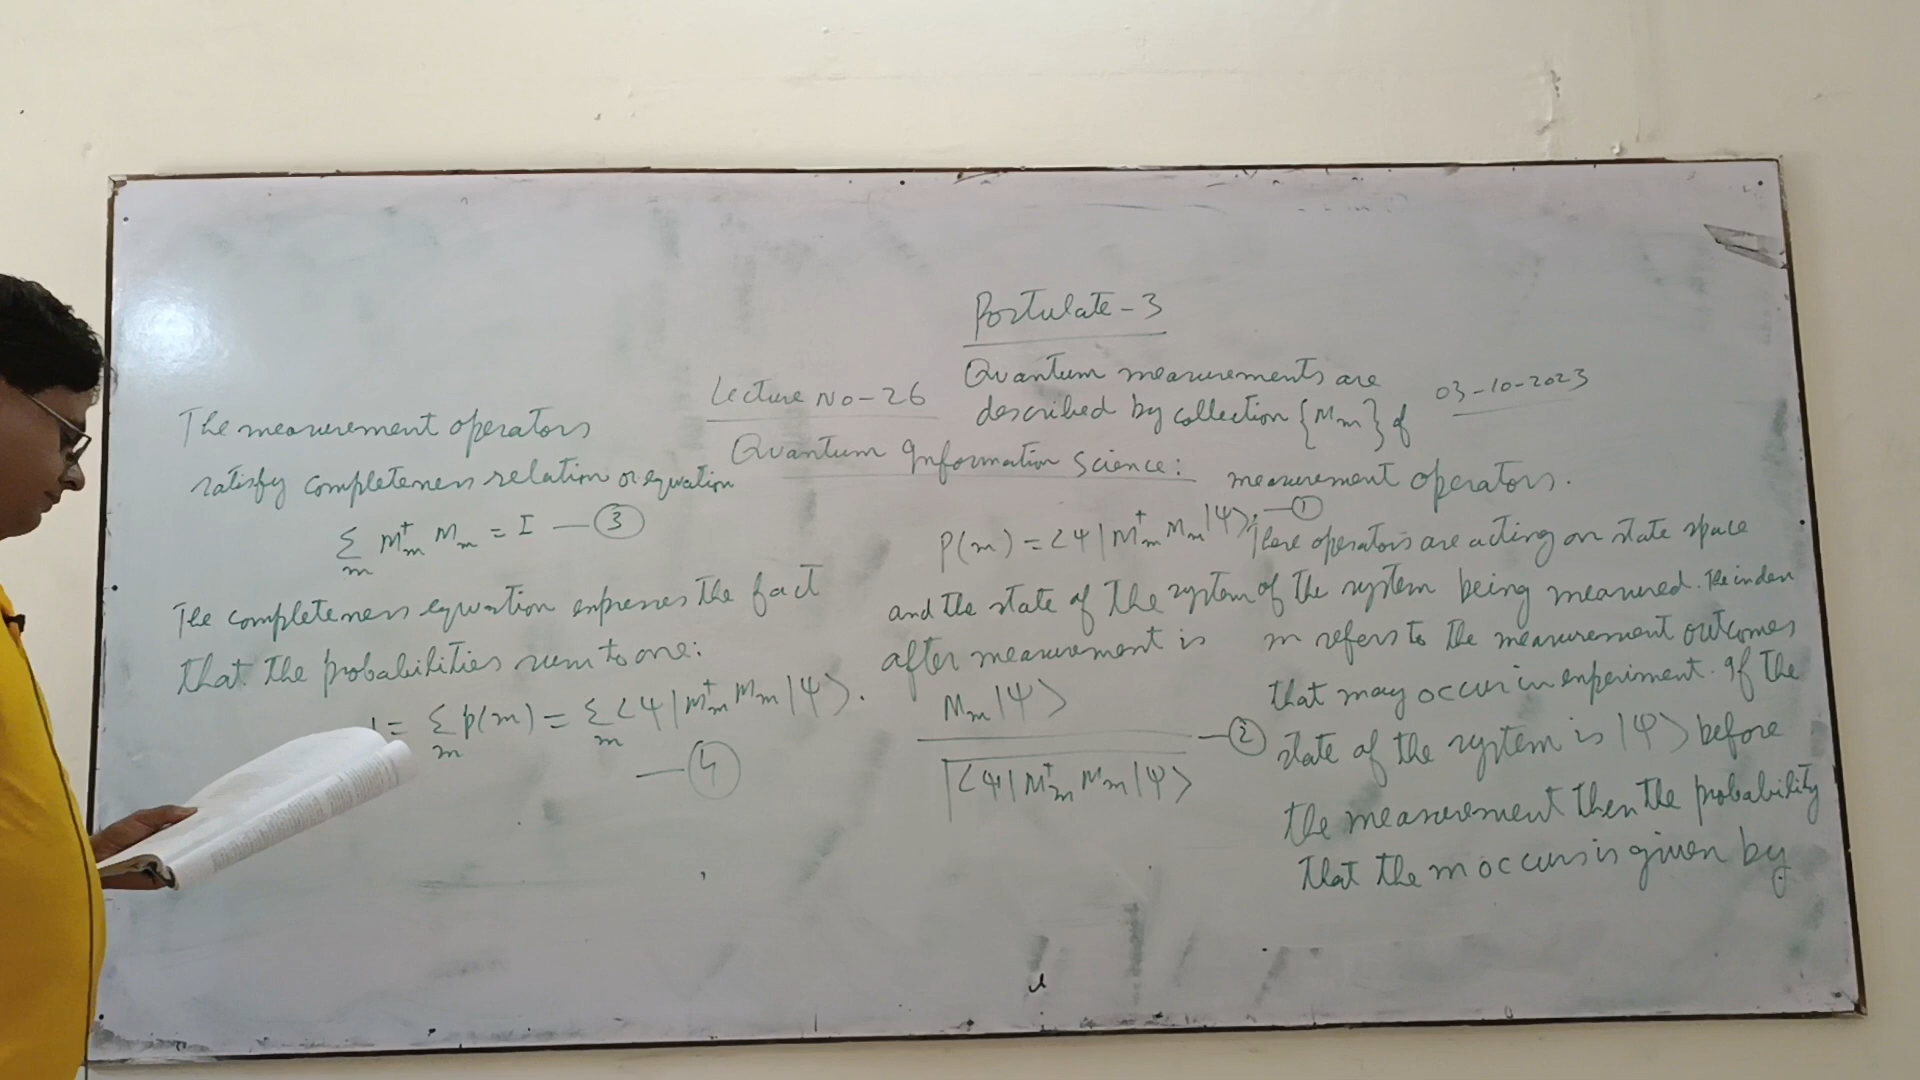 Postulate-3
Lecture No-26
Quantum measurements are
03-10-2023
described by collection {Mm} of
Quantum Information Science:
measurement operators.
These operators are acting on state space
of the system being measured. The index
m refers to the measurement outcomes
that may occur in experiment. If the
state of the system is |Ψ⟩ before
the measurement then the probability
that the m occurs is given by
P(m) = ⟨Ψ| M†m Mm |Ψ⟩; — ①
and the state of the system
after measurement is
Mm |Ψ⟩
√⟨Ψ| M†m Mm |Ψ⟩ — ②
The measurement operators
satisfy completeness relation or equation
∑m M†m Mm = I — ③
The completeness equation expresses the fact
that the probabilities sum to one:
1 = ∑m p(m) = ∑m ⟨Ψ| M†m Mm |Ψ⟩.
— ④